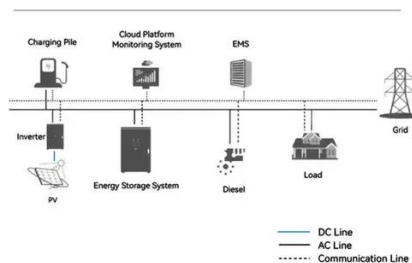 Charging Pile
Cloud Platform
Monitoring System
EMS
Grid
Inverter
PV
Energy Storage System
Diesel
Load
DC Line
AC Line
Communication Line